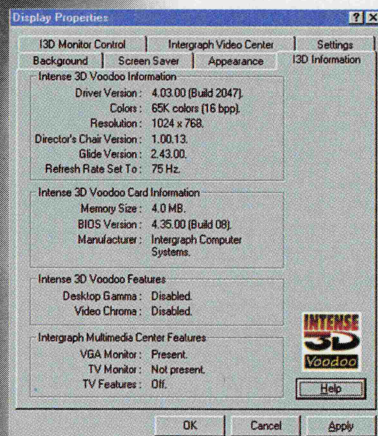 Display Properties
I3D Monitor Control
Intergraph Video Center
Settings
Background
Screen Saver
Appearance
I3D Information
Intense 3D Voodoo Information
Driver Version : 4.03.00 (Build 2047).
Colors : 65K colors (16 bpp).
Resolution : 1024 x 768.
Director's Chair Version : 1.00.13.
Glide Version : 2.43.00.
Refresh Rate Set To : 75 Hz.
Intense 3D Voodoo Card Information
Memory Size : 4.0 MB.
BIOS Version : 4.35.00 (Build 08).
Manufacturer : Intergraph Computer
Systems.
Intense 3D Voodoo Features
Desktop Gamma : Disabled.
Video Chroma : Disabled.
Intergraph Multimedia Center Features
VGA Monitor : Present.
TV Monitor : Not present.
TV Features : Off.
INTENSE
3D
Voodoo
Help
OK
Cancel
Apply